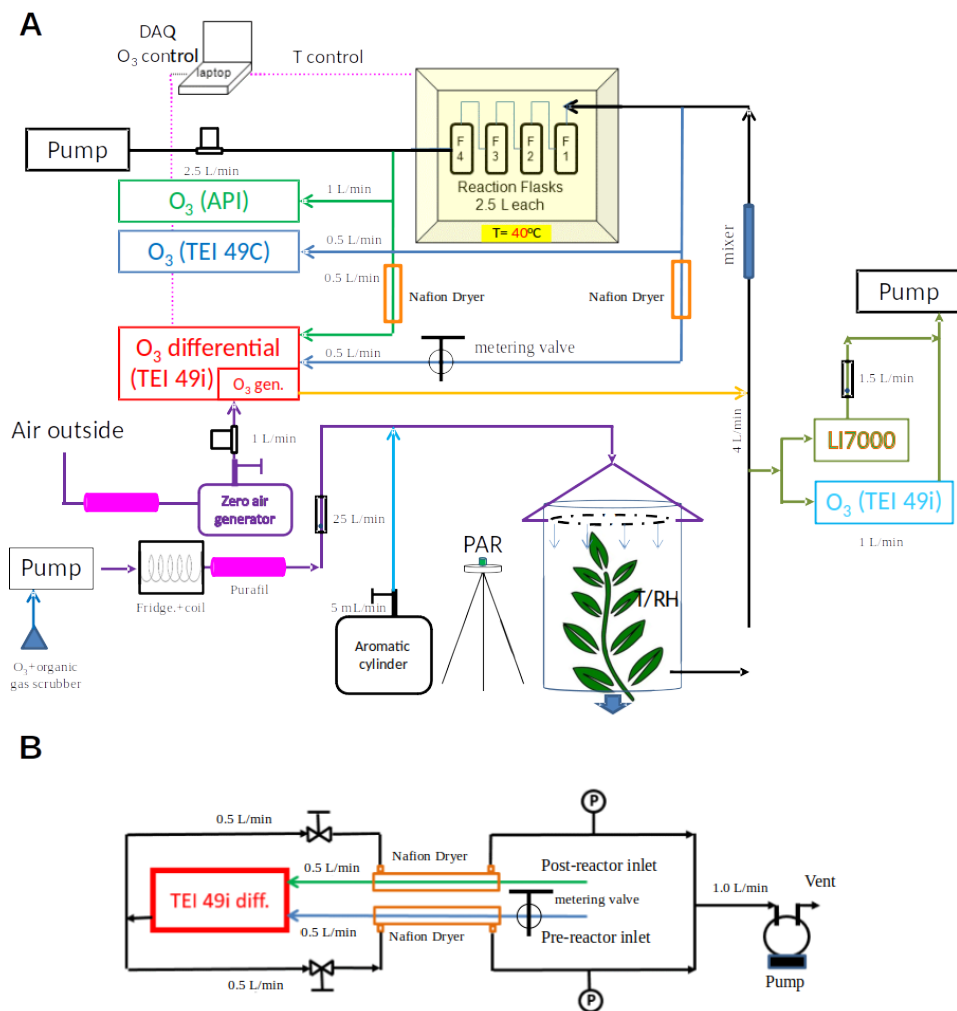 A
DAQ
O3 control
laptop
T control
Pump
2.5 L/min
F
4
F
3
F
2
F
1
Reaction Flasks
2.5 L each
T= 40ºC
O3 (API)
1 L/min
O3 (TEI 49C)
0.5 L/min
0.5 L/min
Nafion Dryer
Nafion Dryer
mixer
Pump
O3 differential
(TEI 49i)
O3 gen.
0.5 L/min
metering valve
1.5 L/min
4 L/min
Air outside
1 L/min
LI7000
Zero air
generator
25 L/min
O3 (TEI 49i)
1 L/min
PAR
Pump
Fridge.+coil
Purafil
T/RH
5 mL/min
Aromatic
cylinder
O3+organic
gas scrubber
B
0.5 L/min
Nafion Dryer
0.5 L/min
Post-reactor inlet
TEI 49i diff.
metering valve
1.0 L/min
Vent
0.5 L/min
Nafion Dryer
Pre-reactor inlet
0.5 L/min
P
P
Pump